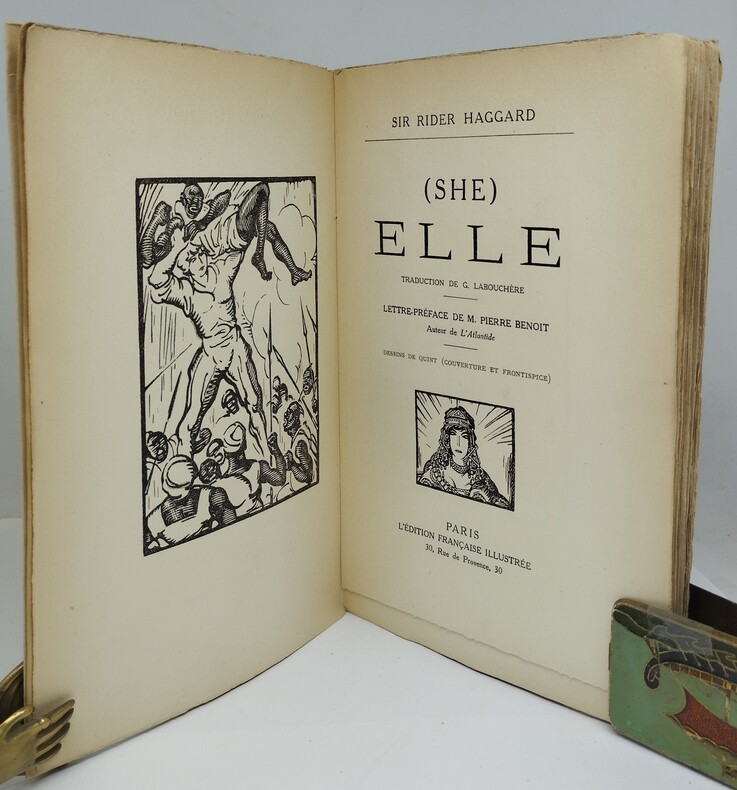 SIR RIDER HAGGARD
(SHE)
ELLE
TRADUCTION DE G. LABOUCHÈRE
LETTRE-PRÉFACE DE M. PIERRE BENOIT
Auteur de L'Atlantide
DESSINS DE QUINT (COUVERTURE ET FRONTISPICE)
PARIS
L'ÉDITION FRANÇAISE ILLUSTRÉE
30, Rue de Provence, 30